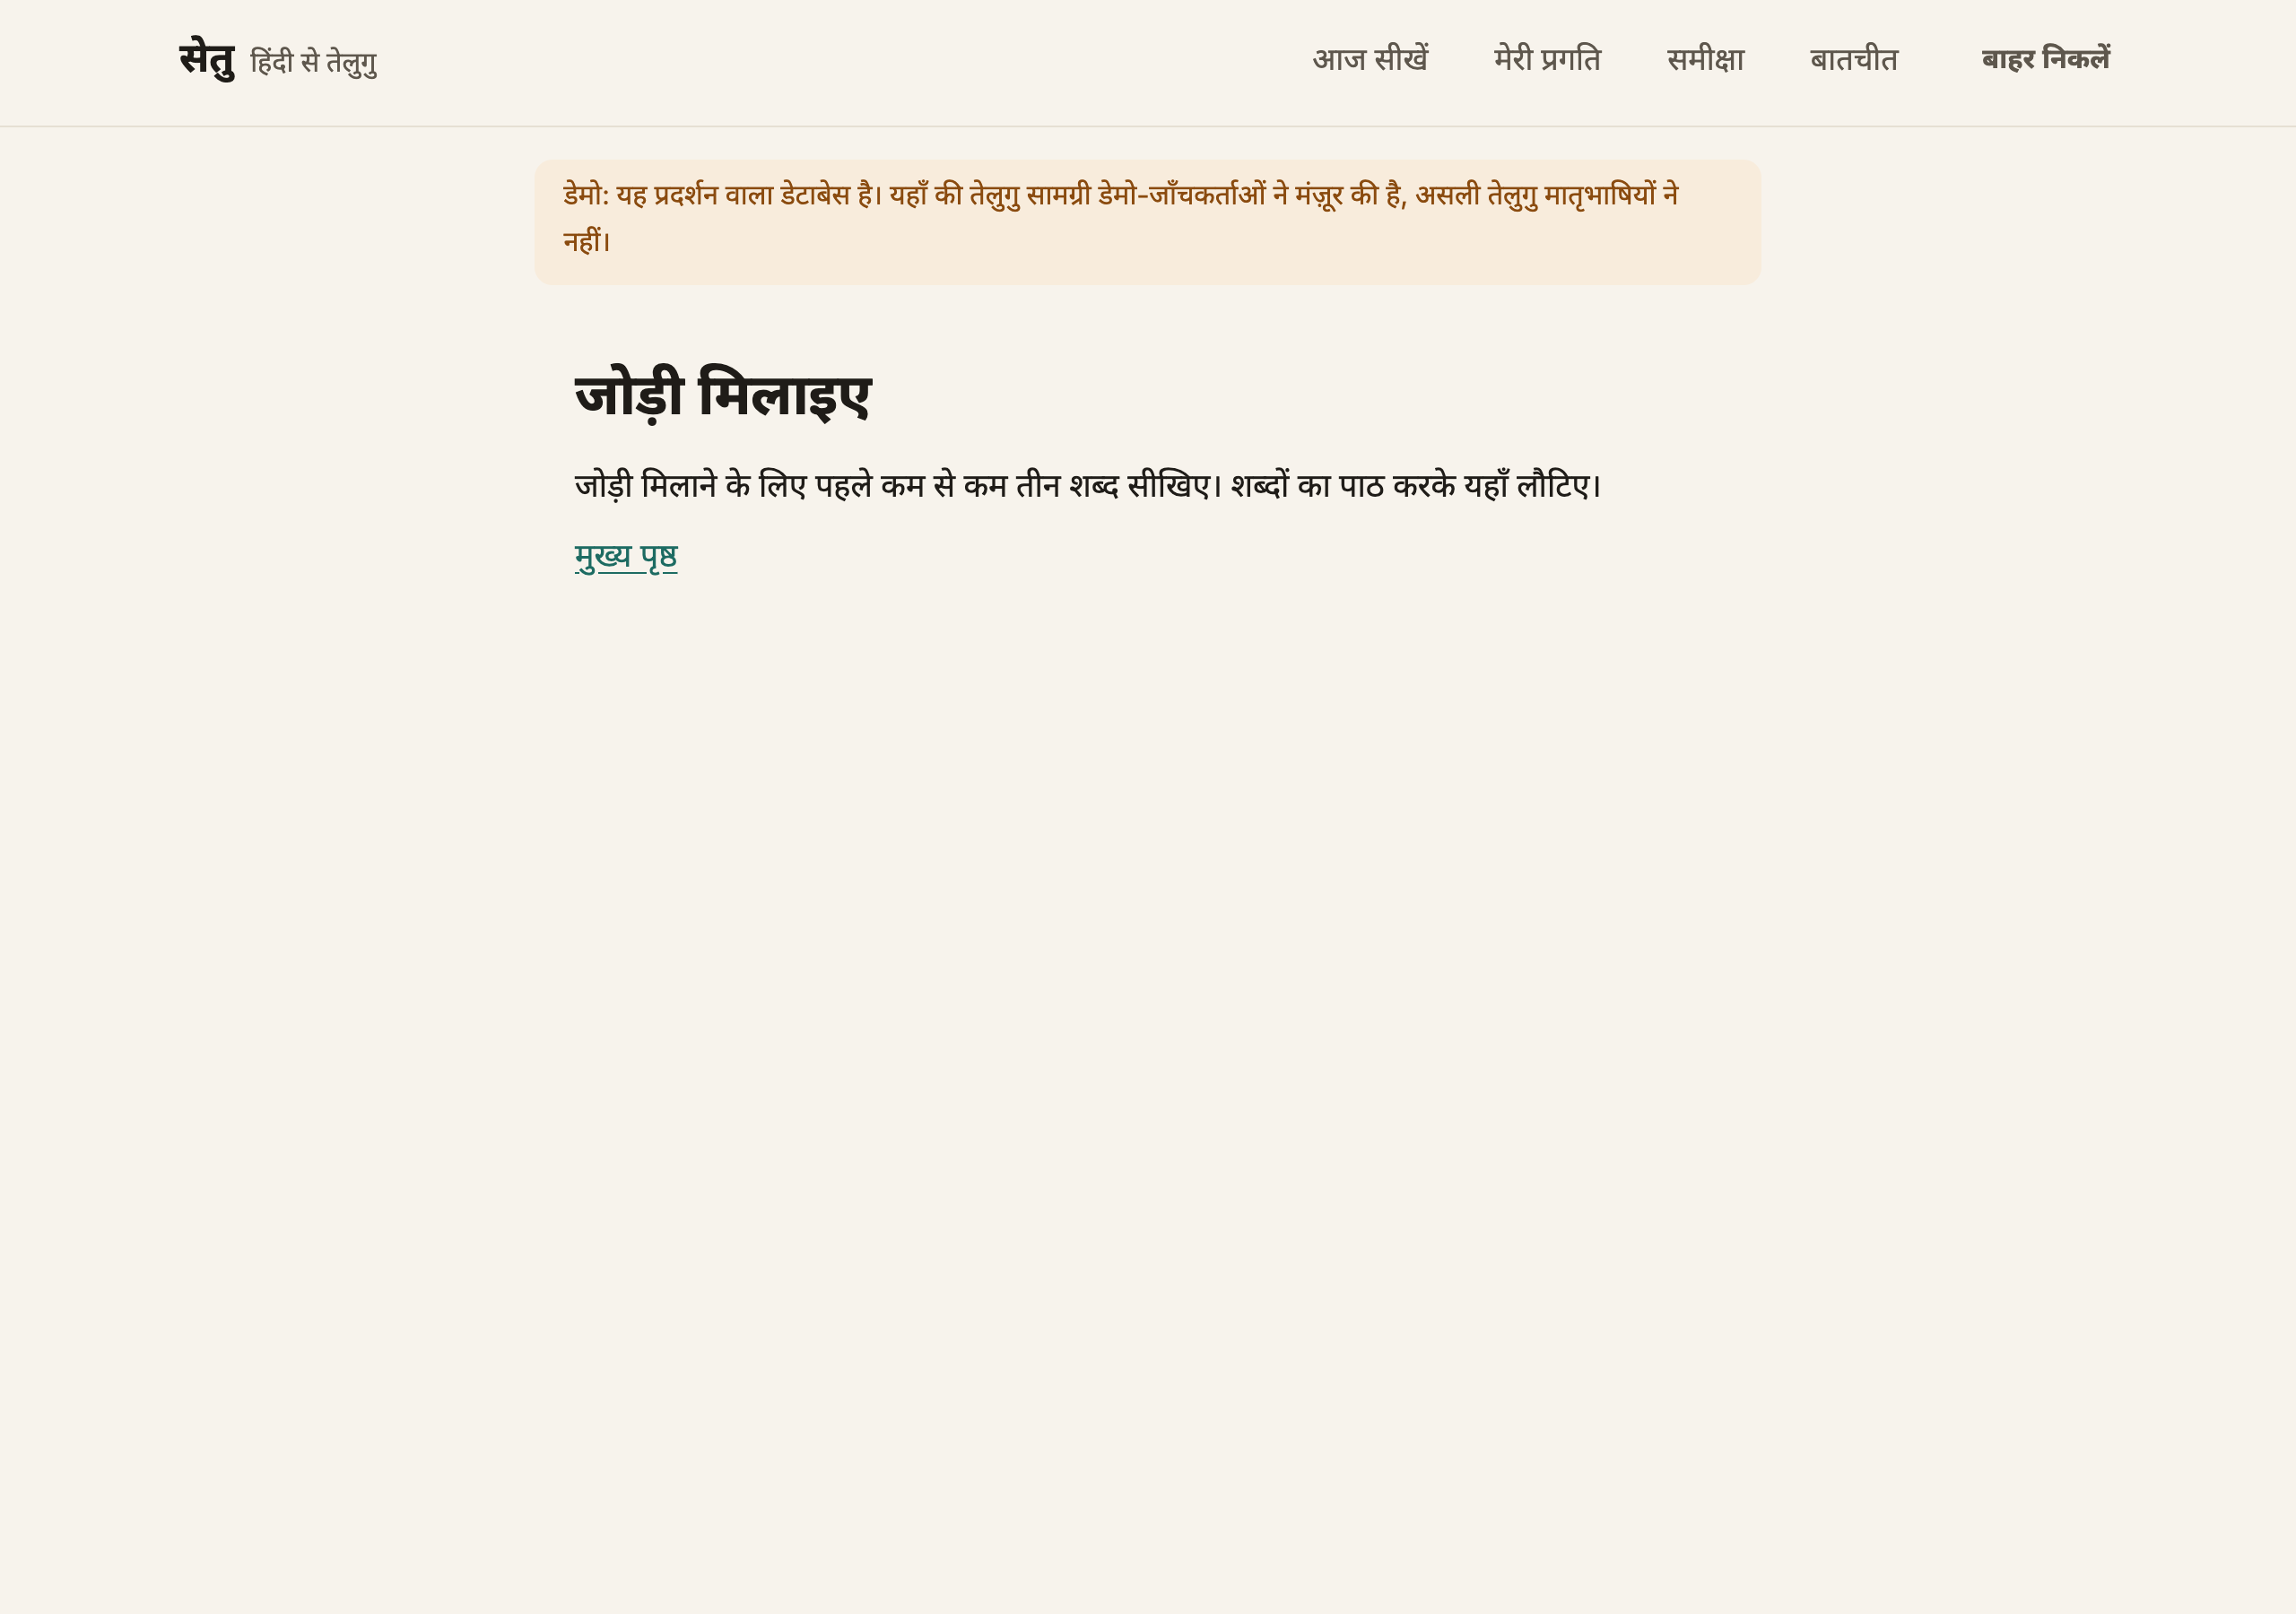 सेतु हिंदी से तेलुगु
आज सीखें मेरी प्रगति समीक्षा बातचीत बाहर निकलें
डेमो: यह प्रदर्शन वाला डेटाबेस है। यहाँ की तेलुगु सामग्री डेमो-जाँचकर्ताओं ने मंज़ूर की है, असली तेलुगु मातृभाषियों ने
नहीं।
जोड़ी मिलाइए
जोड़ी मिलाने के लिए पहले कम से कम तीन शब्द सीखिए। शब्दों का पाठ करके यहाँ लौटिए।
मुख्य पृष्ठ